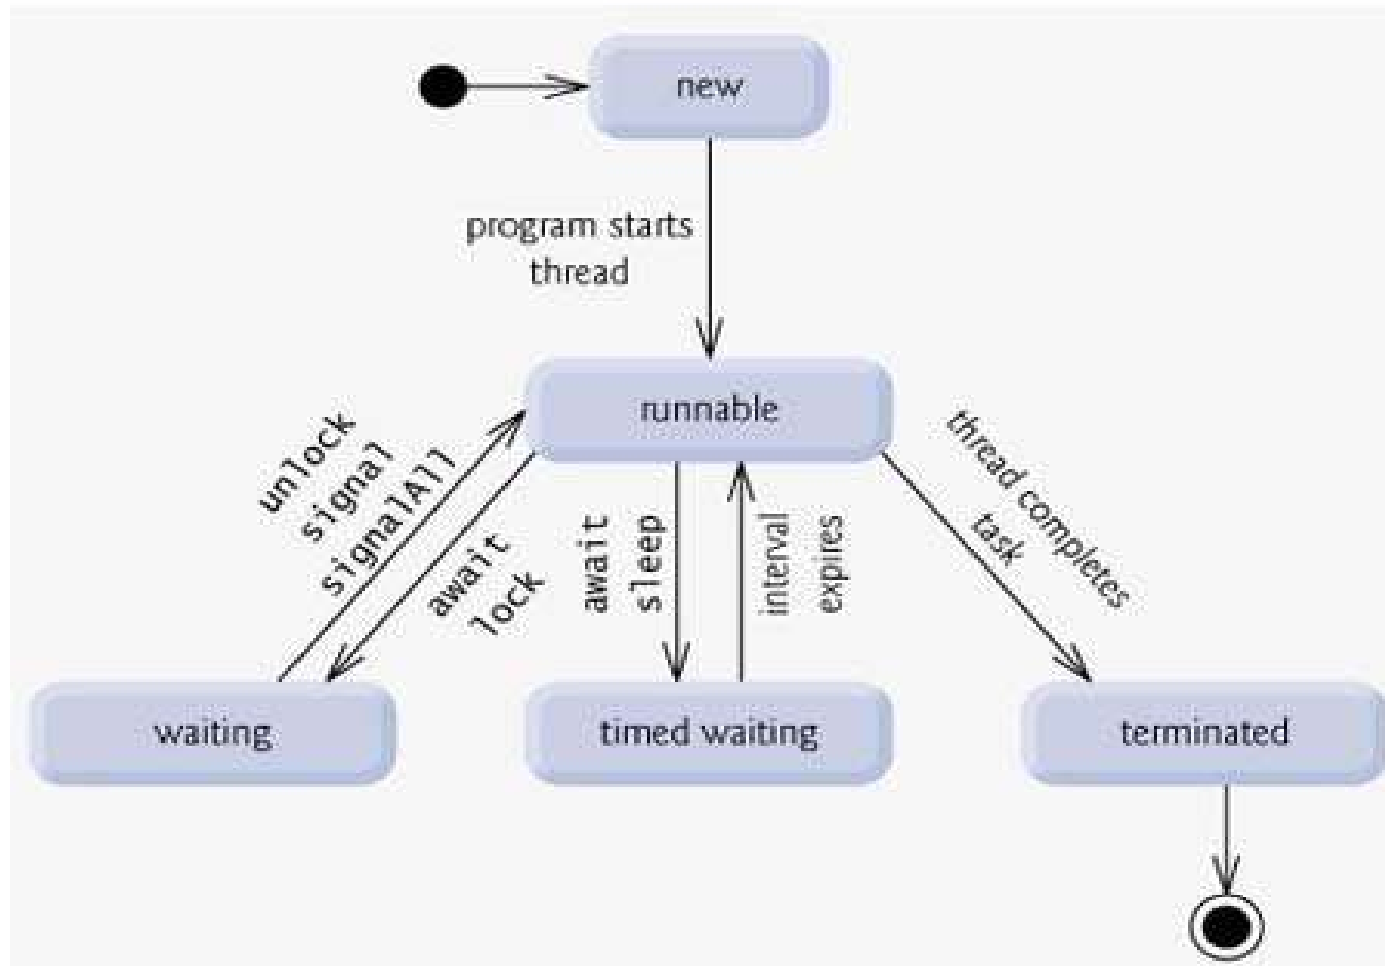 new
program starts
thread
runnable
unlock
signal
signalAll
await
lock
await
sleep
interval
expires
thread completes
task
waiting
timed waiting
terminated